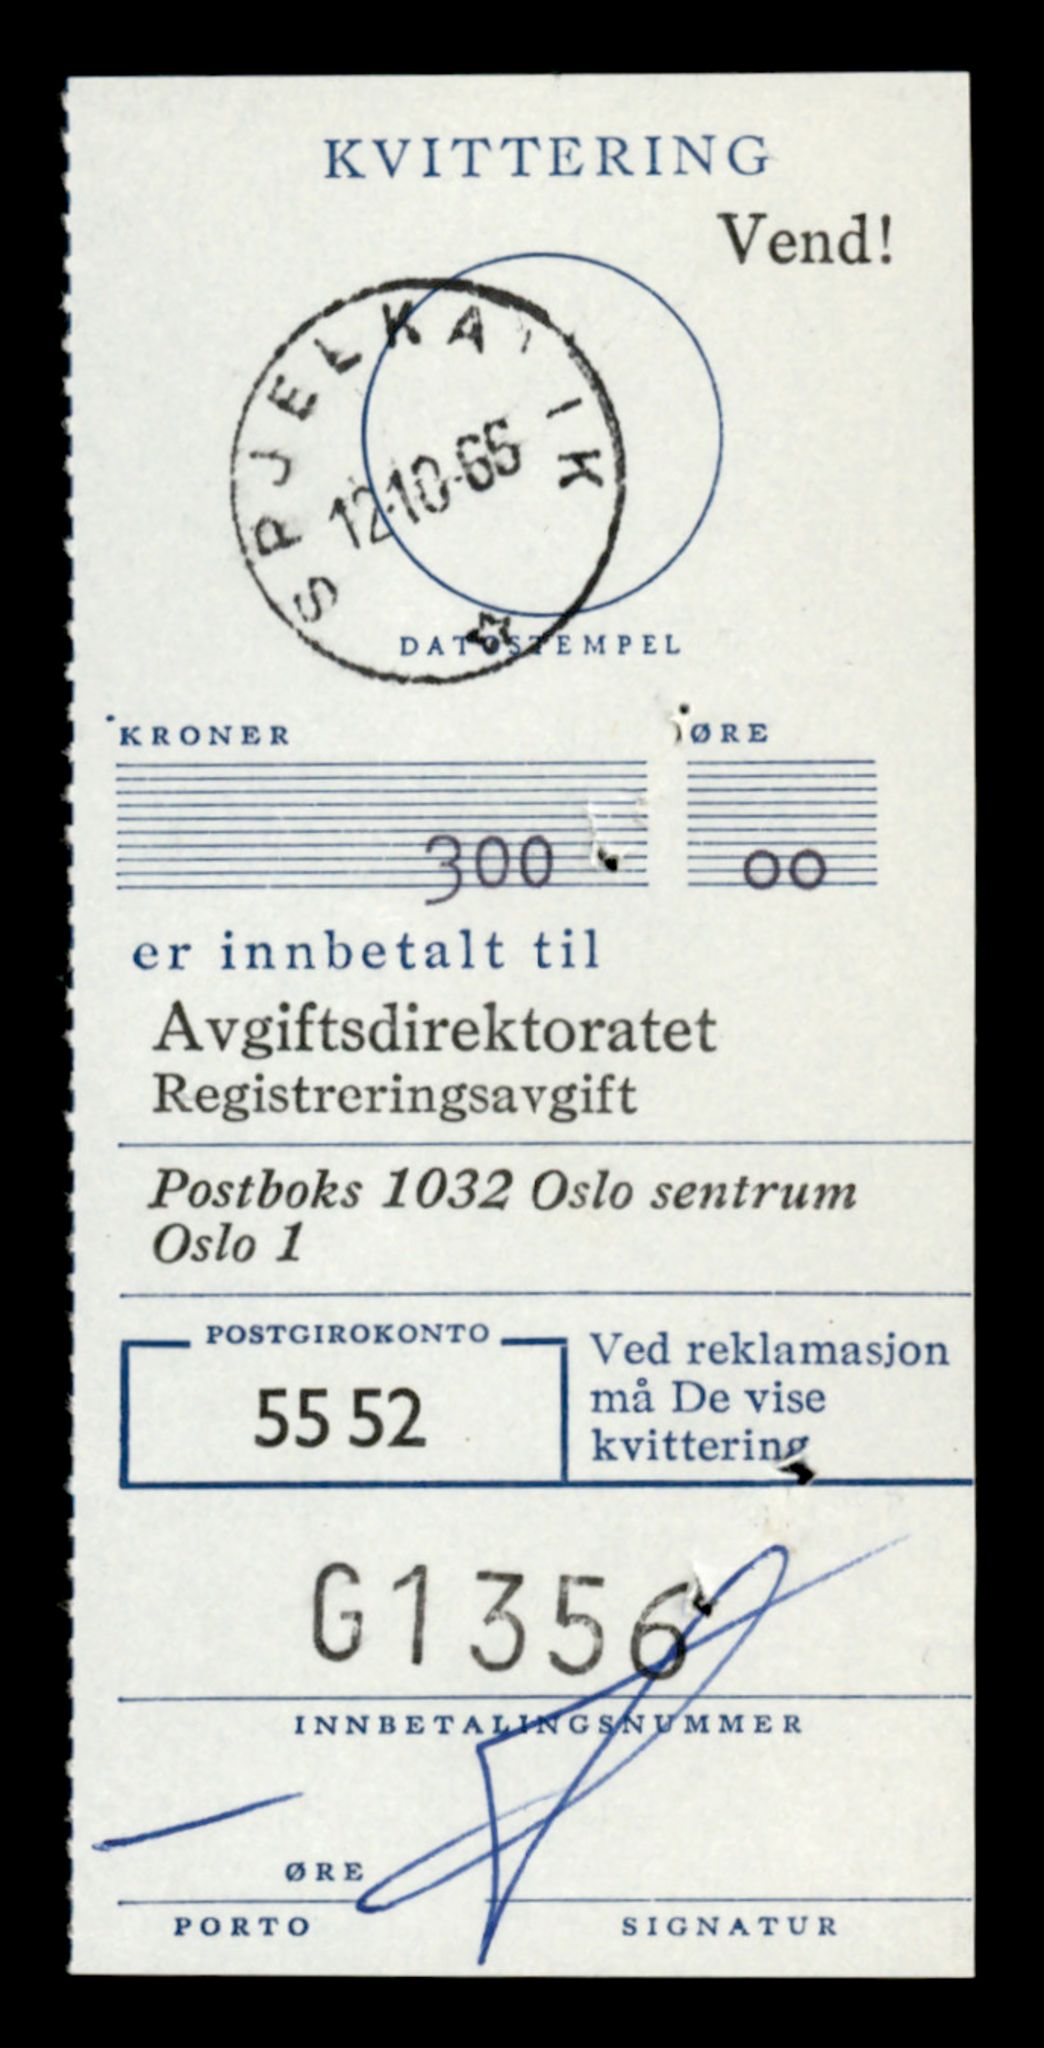 KVITTERING
Vend!
SPJELKAVIK
12-10-65
DATOSTEMPEL
KRONER ØRE
300 00
er innbetalt til
Avgiftsdirektoratet
Registreringsavgift
Postboks 1032 Oslo sentrum
Oslo 1
POSTGIROKONTO
55 52
Ved reklamasjon
må De vise
kvittering
G1356
INNBETALINGSNUMMER
ØRE
PORTO SIGNATUR